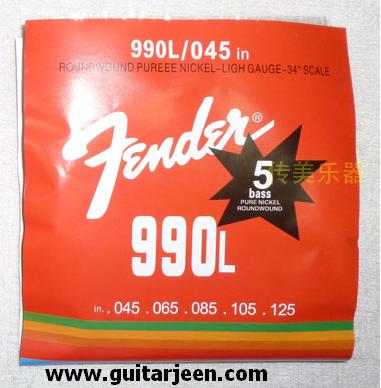 990L/045 in
ROUNDWOUND PUREEE NICKEL-LIGH GAUGE-34" SCALE
Fender®
5
bass
PURE NICKEL
ROUNDWOUND
传美乐器
990L
in. .045 .065 .085 .105 .125
www.guitarjeen.com